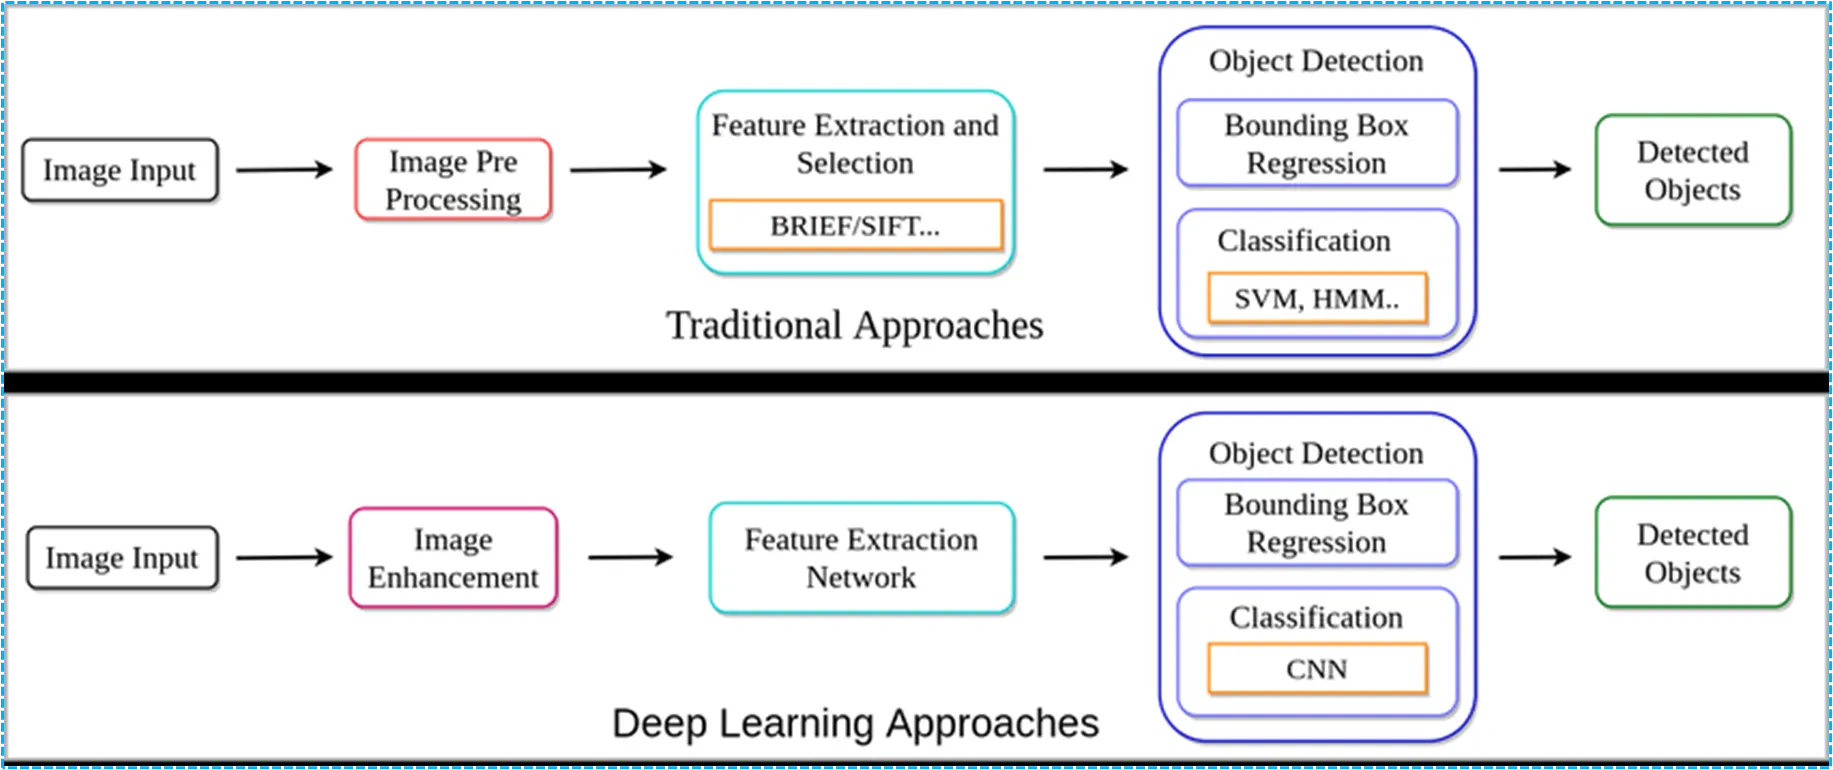 Image Input
Image Pre
Processing
Feature Extraction and
Selection
BRIEF/SIFT...
Object Detection
Bounding Box
Regression
Classification
SVM, HMM..
Detected
Objects
Traditional Approaches
Image Input
Image
Enhancement
Feature Extraction
Network
Object Detection
Bounding Box
Regression
Classification
CNN
Detected
Objects
Deep Learning Approaches